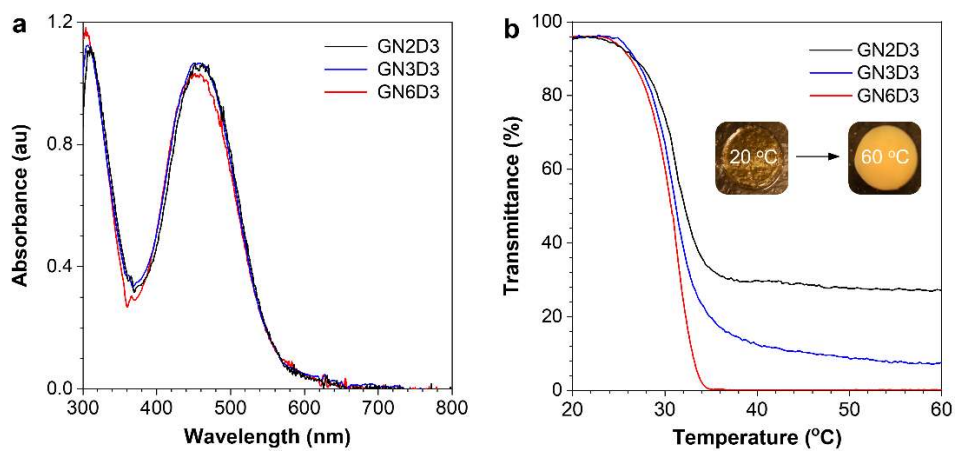 a
1.2
0.8
0.4
0.0
300 400 500 600 700 800
Absorbance (au)
Wavelength (nm)
GN2D3
GN3D3
GN6D3
b
100
80
60
40
20
0
20 30 40 50 60
Transmittance (%)
Temperature (°C)
GN2D3
GN3D3
GN6D3
20 °C
60 °C